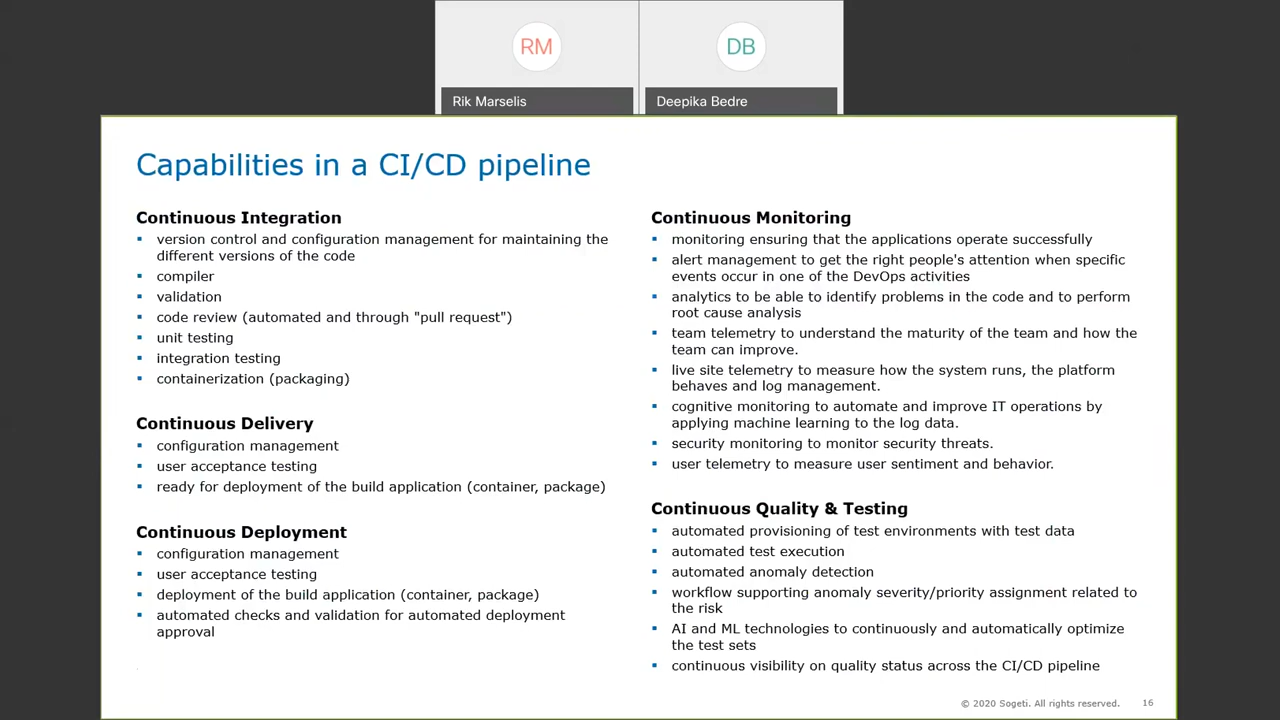 RM
DB
Rik Marselis
Deepika Bedre
Capabilities in a CI/CD pipeline
Continuous Integration
version control and configuration management for maintaining the
different versions of the code
compiler
validation
code review (automated and through "pull request")
unit testing
integration testing
containerization (packaging)
Continuous Delivery
configuration management
user acceptance testing
ready for deployment of the build application (container, package)
Continuous Deployment
configuration management
user acceptance testing
deployment of the build application (container, package)
automated checks and validation for automated deployment
approval
Continuous Monitoring
monitoring ensuring that the applications operate successfully
alert management to get the right people's attention when specific
events occur in one of the DevOps activities
analytics to be able to identify problems in the code and to perform
root cause analysis
team telemetry to understand the maturity of the team and how the
team can improve.
live site telemetry to measure how the system runs, the platform
behaves and log management.
cognitive monitoring to automate and improve IT operations by
applying machine learning to the log data.
security monitoring to monitor security threats.
user telemetry to measure user sentiment and behavior.
Continuous Quality & Testing
automated provisioning of test environments with test data
automated test execution
automated anomaly detection
workflow supporting anomaly severity/priority assignment related to
the risk
AI and ML technologies to continuously and automatically optimize
the test sets
continuous visibility on quality status across the CI/CD pipeline
© 2020 Sogeti. All rights reserved. 16